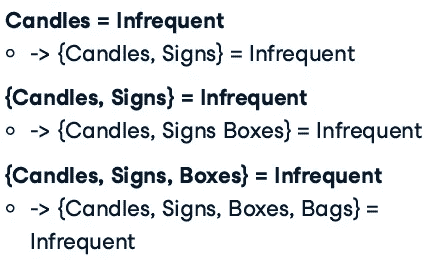 Candles = Infrequent
○ -> {Candles, Signs} = Infrequent
{Candles, Signs} = Infrequent
○ -> {Candles, Signs Boxes} = Infrequent
{Candles, Signs, Boxes} = Infrequent
○ -> {Candles, Signs, Boxes, Bags} =
Infrequent